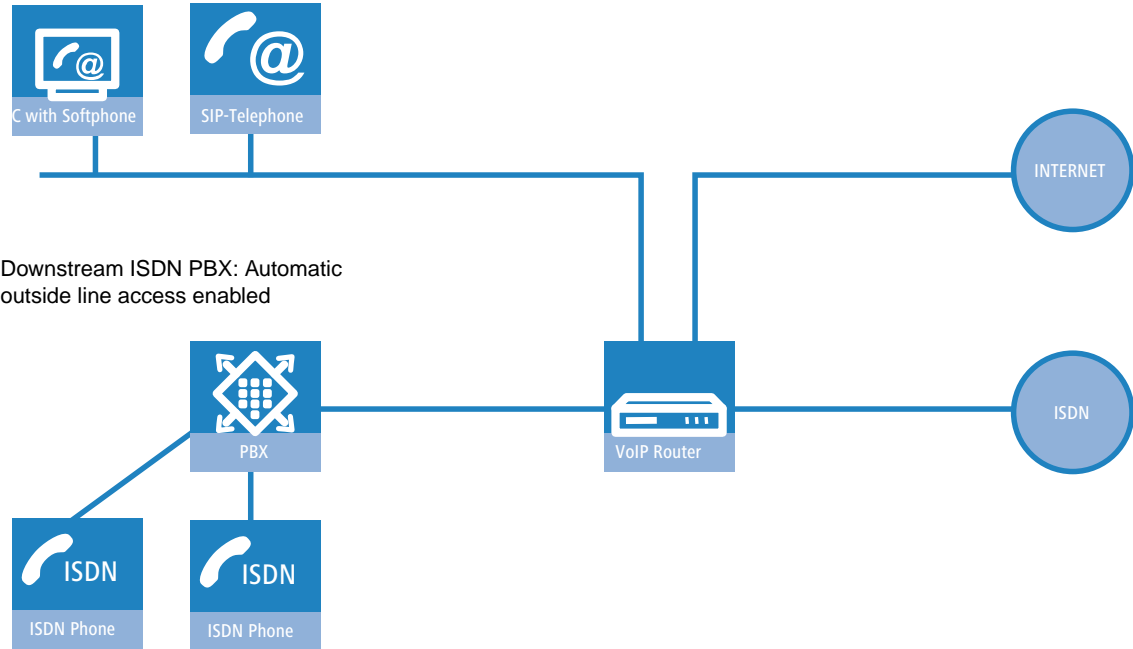 @
@
C with Softphone
SIP-Telephone
INTERNET
Downstream ISDN PBX: Automatic
outside line access enabled
PBX
VoIP Router
ISDN
ISDN
ISDN
ISDN Phone
ISDN Phone